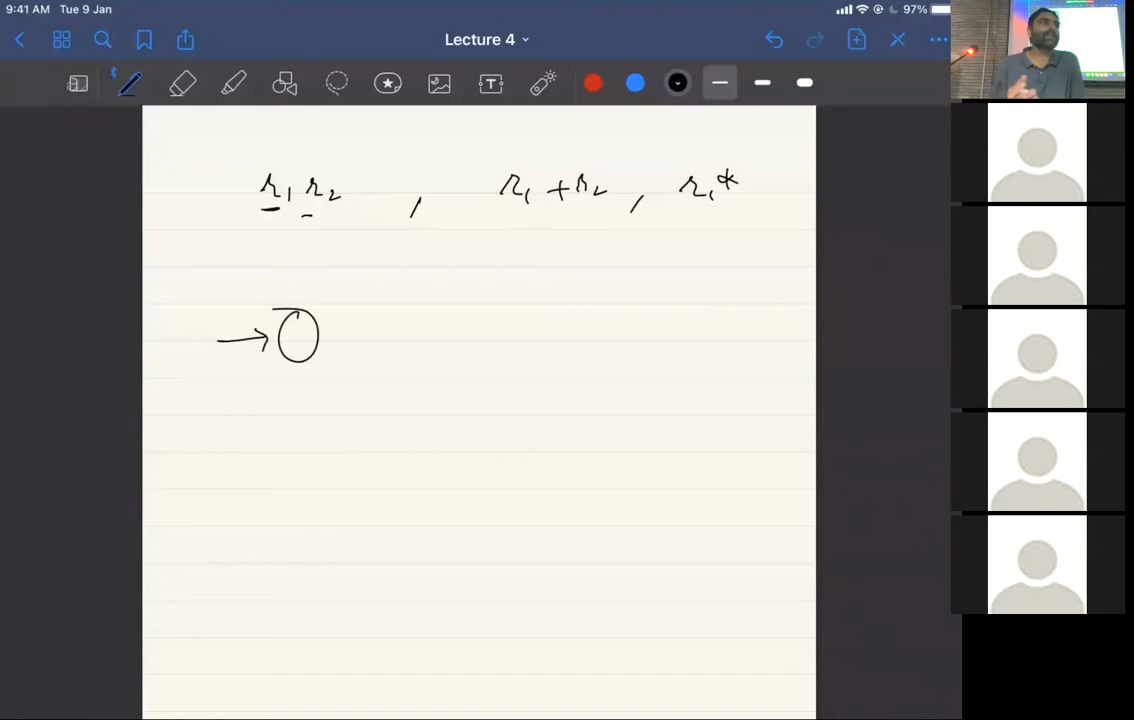 9:41 AM Tue 9 Jan 97%
Lecture 4
T
r₁ r₂ , r₁ + r₂ , r₁*